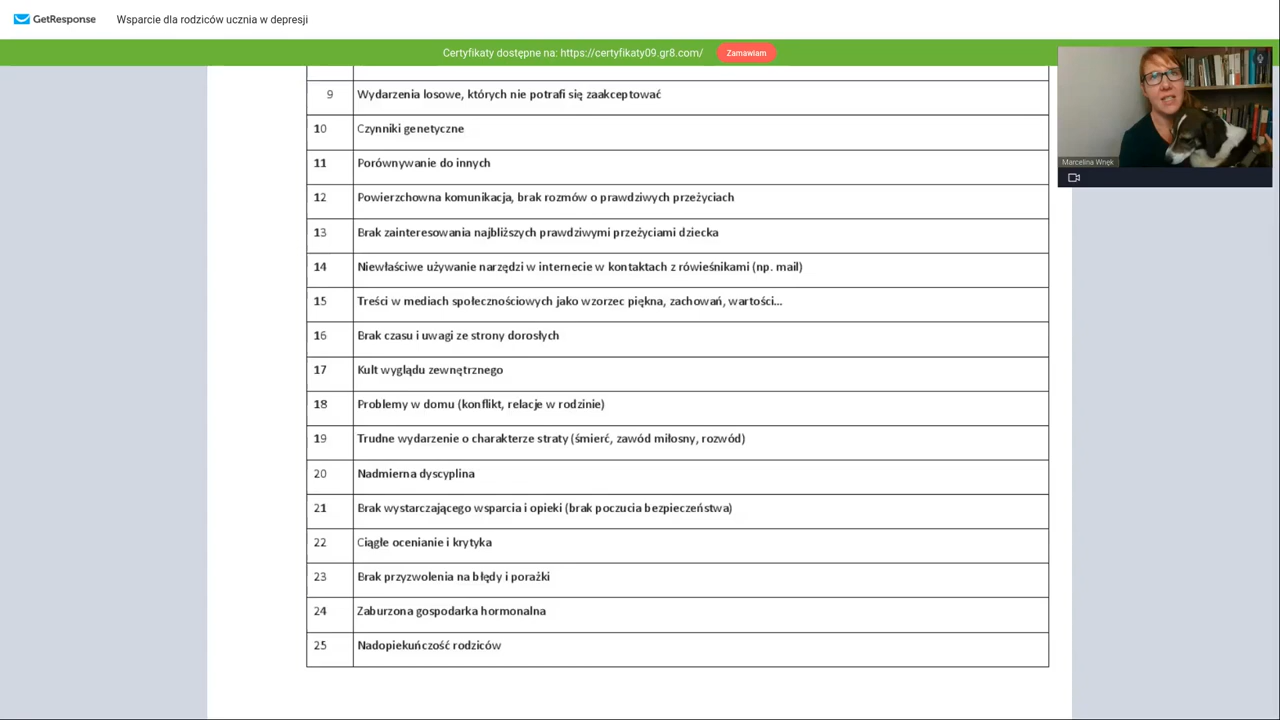 GetResponse
Wsparcie dla rodziców ucznia w depresji
Certyfikaty dostępne na: https://certyfikaty09.gr8.com/ Zamawiam
9 Wydarzenia losowe, których nie potrafi się zaakceptować
10 Czynniki genetyczne
11 Porównywanie do innych
Marcelina Wnęk
12 Powierzchowna komunikacja, brak rozmów o prawdziwych przeżyciach
13 Brak zainteresowania najbliższych prawdziwymi przeżyciami dziecka
14 Niewłaściwe używanie narzędzi w internecie w kontaktach z rówieśnikami (np. mail)
15 Treści w mediach społecznościowych jako wzorzec piękna, zachowań, wartości...
16 Brak czasu i uwagi ze strony dorosłych
17 Kult wyglądu zewnętrznego
18 Problemy w domu (konflikt, relacje w rodzinie)
19 Trudne wydarzenie o charakterze straty (śmierć, zawód miłosny, rozwód)
20 Nadmierna dyscyplina
21 Brak wystarczającego wsparcia i opieki (brak poczucia bezpieczeństwa)
22 Ciągłe ocenianie i krytyka
23 Brak przyzwolenia na błędy i porażki
24 Zaburzona gospodarka hormonalna
25 Nadopiekuńczość rodziców